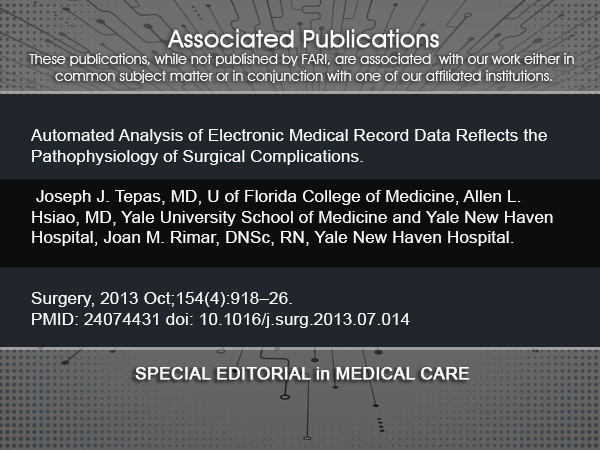 Associated Publications
These publications, while not published by FARI, are associated with our work either in
common subject matter or in conjunction with one of our affiliated institutions.
Automated Analysis of Electronic Medical Record Data Reflects the
Pathophysiology of Surgical Complications.
Joseph J. Tepas, MD, U of Florida College of Medicine, Allen L.
Hsiao, MD, Yale University School of Medicine and Yale New Haven
Hospital, Joan M. Rimar, DNSc, RN, Yale New Haven Hospital.
Surgery, 2013 Oct;154(4):918–26.
PMID: 24074431 doi: 10.1016/j.surg.2013.07.014
SPECIAL EDITORIAL in MEDICAL CARE